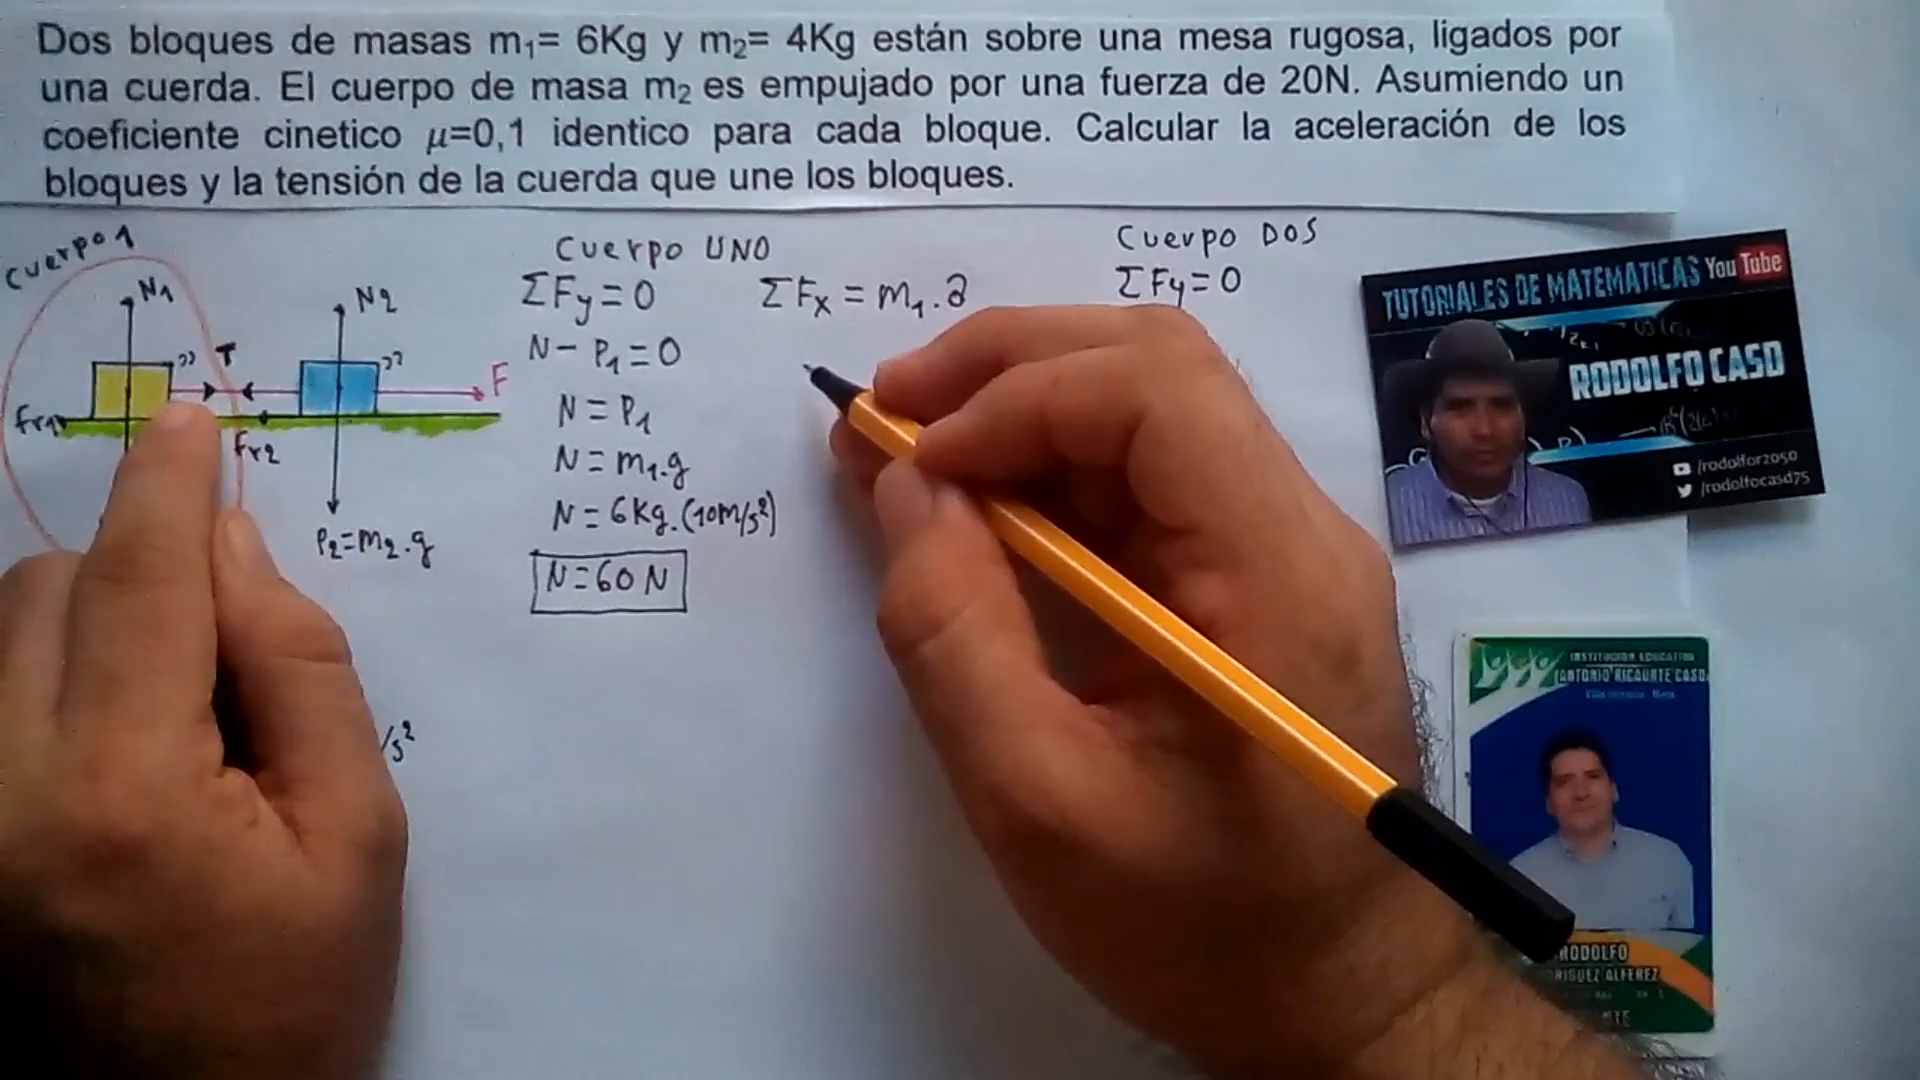 Dos bloques de masas m₁= 6Kg y m₂= 4Kg están sobre una mesa rugosa, ligados por
una cuerda. El cuerpo de masa m₂ es empujado por una fuerza de 20N. Asumiendo un
coeficiente cinetico μ=0,1 identico para cada bloque. Calcular la aceleración de los
bloques y la tensión de la cuerda que une los bloques.
Cuerpo 1
N₁
N2
T
F
fr1
fr2
P₂=m₂.g
/s²
Cuerpo UNO
ΣFy=0
N-P₁=0
N=P₁
N=m₁.g
N=6Kg.(10m/s²)
N=60N
ΣFx=m₁.a
Cuerpo DOS
ΣFy=0
TUTORIALES DE MATEMATICAS YouTube
RODOLFO CASD
/rodolfor2050
/rodolfocasd75
INSTITUCION EDUCATIVA
ANTONIO RICAURTE CASD
RODOLFO
RIGUEZ ALFEREZ